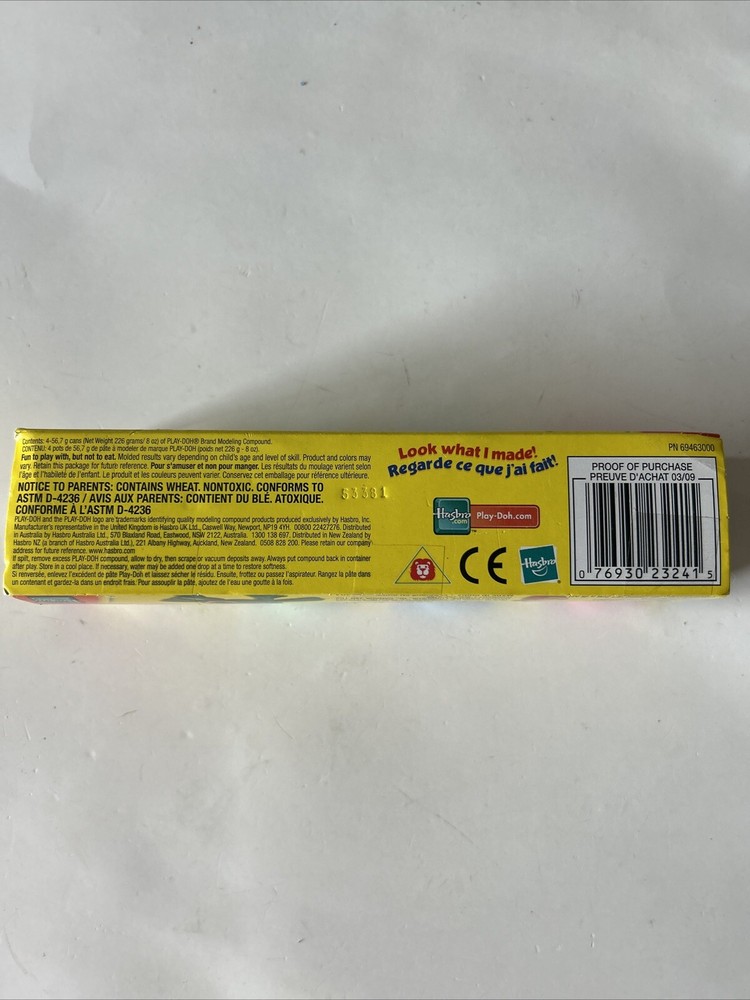 Contents: 4-56,7 g cans (Net Weight 226 grams/ 8 oz) of PLAY-DOH® Brand Modeling Compound.
CONTENU: 4 pots de 56,7 g de pâte à modeler de marque PLAY-DOH (poids net 226 g - 8 oz).
Fun to play with, but not to eat. Molded results vary depending on child's age and level of skill. Product and colors may
vary. Retain this package for future reference. Pour s'amuser et non pour manger. Les résultats du moulage varient selon
l'âge et l'habileté de l'enfant. Le produit et les couleurs peuvent varier. Conservez cet emballage pour référence ultérieure.
NOTICE TO PARENTS: CONTAINS WHEAT. NONTOXIC. CONFORMS TO
ASTM D-4236 / AVIS AUX PARENTS: CONTIENT DU BLÉ. ATOXIQUE.
CONFORME À L'ASTM D-4236
PLAY-DOH and the PLAY-DOH logo are trademarks identifying quality modeling compound products produced exclusively by Hasbro, Inc.
Manufacturer's representative in the United Kingdom is Hasbro UK Ltd., Caswell Way, Newport, NP19 4YH. 00800 22427276. Distributed
in Australia by Hasbro Australia Ltd., 570 Blaxland Road, Eastwood, NSW 2122, Australia. 1300 138 697. Distributed in New Zealand by
Hasbro NZ (a branch of Hasbro Australia Ltd.), 221 Albany Highway, Auckland, New Zealand. 0508 828 200. Please retain our company
address for future reference. www.hasbro.com
If spill, remove excess PLAY-DOH compound, allow to dry, then scrape or vacuum deposits away. Always put compound back in container
after play. Store in a cool place. If necessary, water may be added one drop at a time to restore softness.
Si renversée, enlevez l'excédent de pâte Play-Doh et laissez sécher le résidu. Ensuite, frottez ou passez l'aspirateur. Rangez la pâte dans
un contenant et gardez-la dans un endroit frais. Pour assouplir la pâte, ajoutez de l'eau une goutte à la fois.
53381
Look what I made!
Regarde ce que j'ai fait!
Hasbro
.com
Play-Doh.com
CE
Hasbro
PN 69463000
PROOF OF PURCHASE
PREUVE D'ACHAT 03/09
0 76930 23241 5